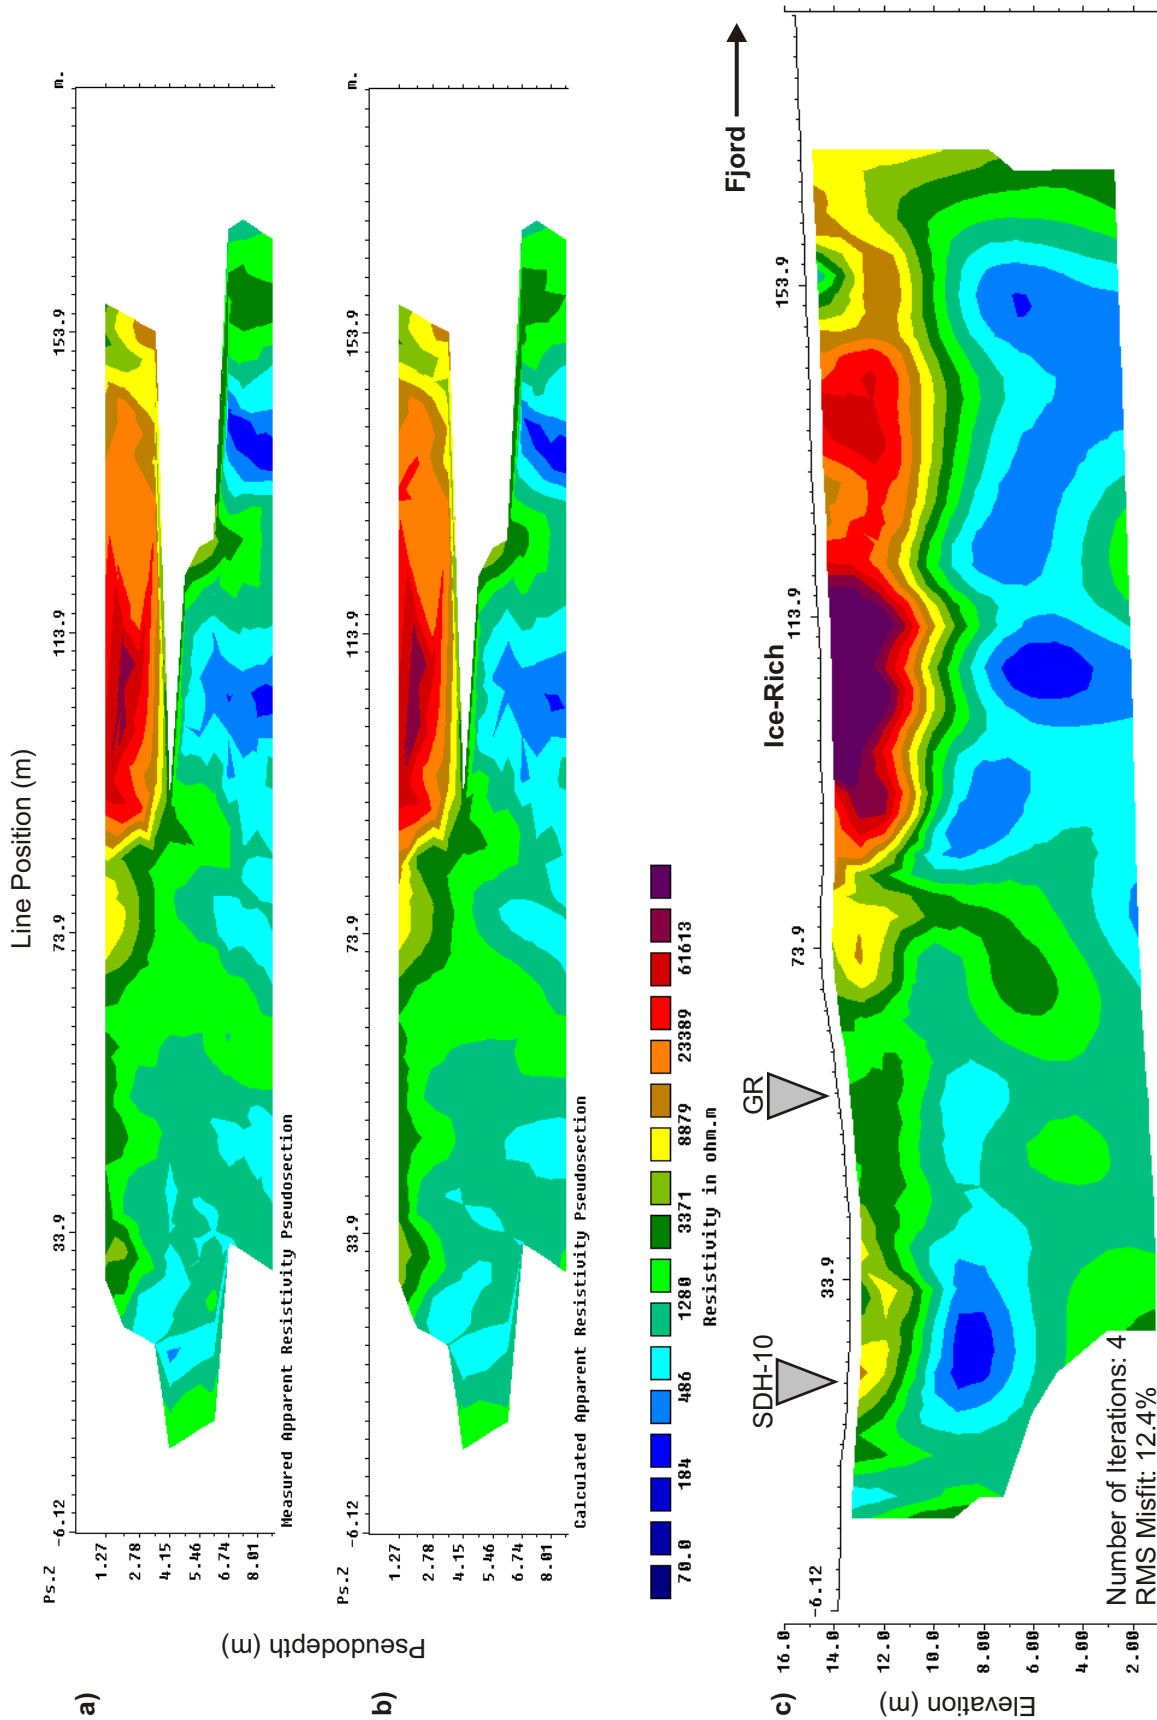 Line Position (m)
a)
Ps.Z -6.12 33.9 73.9 113.9 153.9 m.
1.27
2.78
4.15
5.46
6.74
8.01
Measured Apparent Resistivity Pseudosection
Pseudodepth (m)
b)
Ps.Z -6.12 33.9 73.9 113.9 153.9 m.
1.27
2.78
4.15
5.46
6.74
8.01
Calculated Apparent Resistivity Pseudosection
70.0 184 486 1280 3371 8879 23389 61613
Resistivity in ohm.m
c)
Fjord
SDH-10 GR Ice-Rich
-6.12 33.9 73.9 113.9 153.9
Elevation (m)
16.0
14.0
12.0
10.0
8.00
6.00
4.00
2.00
Number of Iterations: 4
RMS Misfit: 12.4%